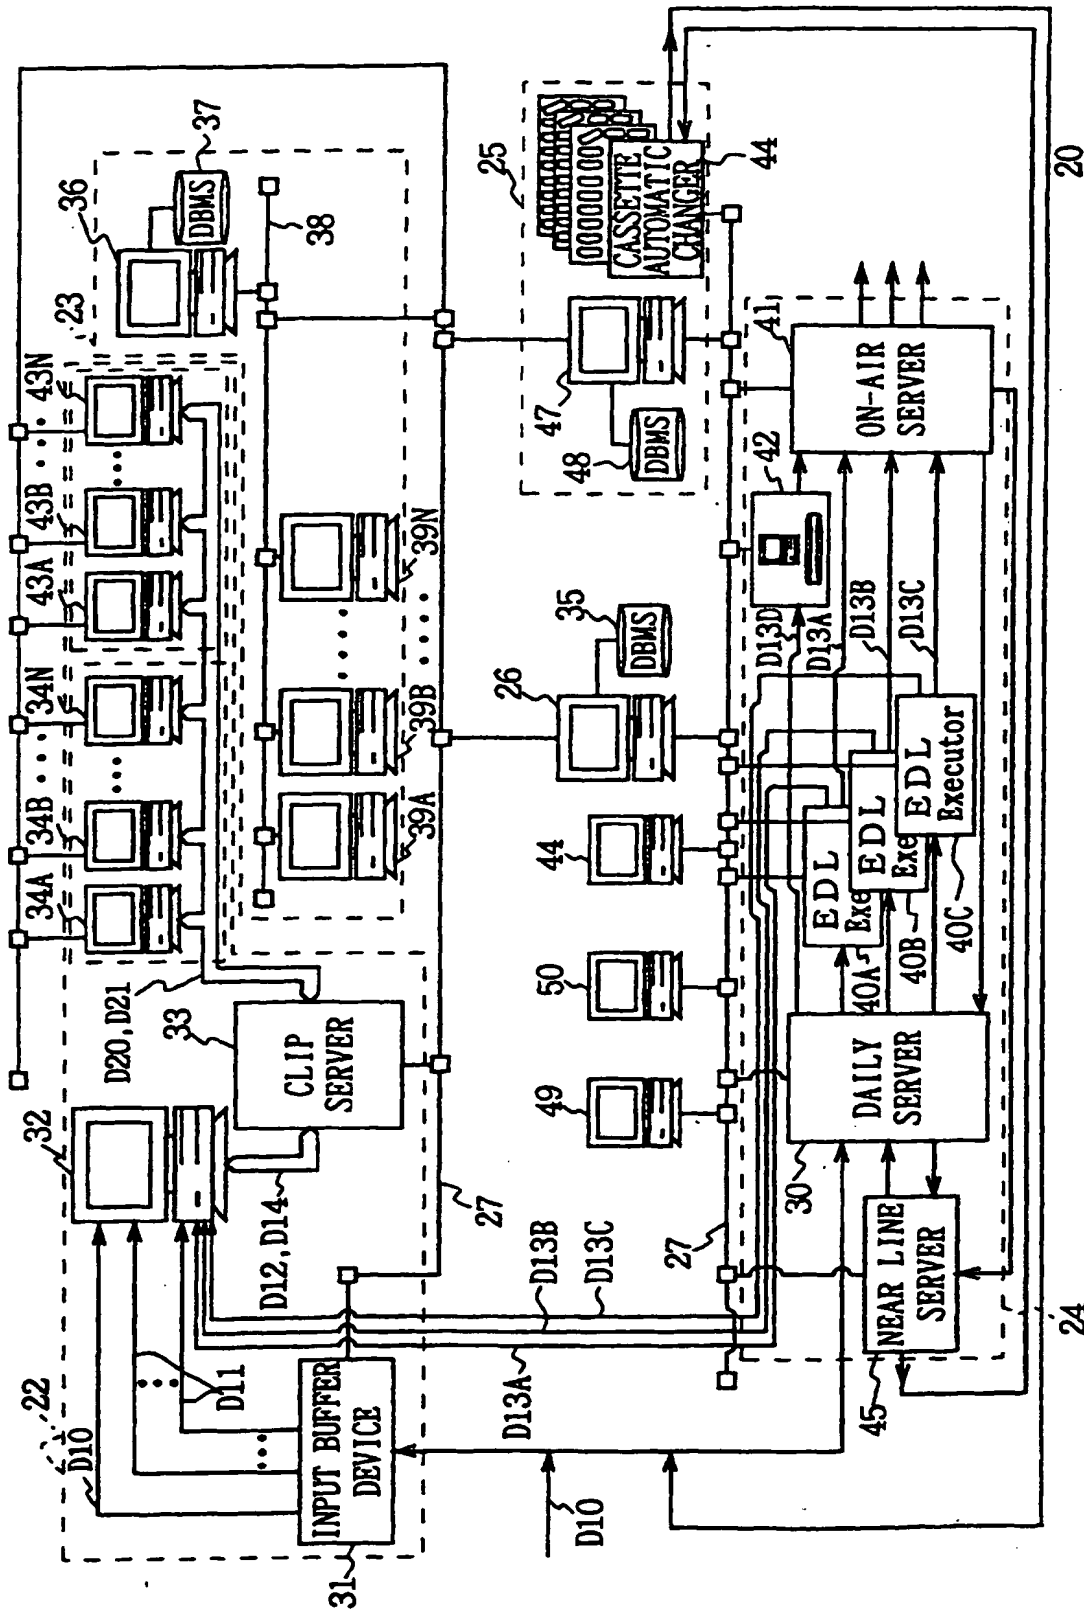 20
22
D10
D11
32
D20, D21
34A
34B
34N
43A
43B
43N
23
36
DBMS
37
33
CLIP
SERVER
38
D12, D14
39A
39B
39N
31
INPUT BUFFER
DEVICE
27
D13A
D13B
D13C
D10
49
50
44
26
35
DBMS
47
48
DBMS
25
CASSETTE
AUTOMATIC
CHANGER
44
27
24
45
NEAR LINE
SERVER
30
DAILY
SERVER
EDL
Exe
40A
EDL
Exe
40B
EDL
Executor
40C
D13D
D13A
D13B
D13C
42
41
ON-AIR
SERVER